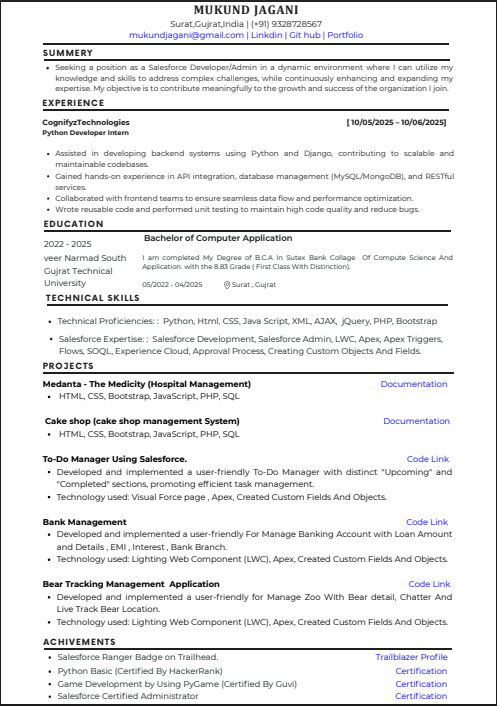 MUKUND JAGANI
Surat,Gujrat,India | (+91) 9328728567
mukundjagani@gmail.com | Linkdin | Git hub | Portfolio
SUMMARY
• Seeking a position as a Salesforce Developer/Admin in a dynamic environment where I can utilize my
knowledge and skills to address complex challenges, while continuously enhancing and expanding my
expertise. My objective is to contribute meaningfully to the growth and success of the organization I join.
EXPERIENCE
CognifyzTechnologies [ 10/05/2025 – 10/06/2025]
Python Developer Intern
• Assisted in developing backend systems using Python and Django, contributing to scalable and
maintainable codebases.
• Gained hands-on experience in API integration, database management (MySQL/MongoDB), and RESTful
services.
• Collaborated with frontend teams to ensure seamless data flow and performance optimization.
• Wrote reusable code and performed unit testing to maintain high code quality and reduce bugs.
EDUCATION
2022 - 2025
veer Narmad South
Gujrat Technical
University
Bachelor of Computer Application
I am completed My Degree of B.C.A In Sutex Bank Collage Of Compute Science And
Application. with the 8.83 Grade ( First Class With Distinction).
05/2022 - 04/2025 Surat , Gujrat
TECHNICAL SKILLS
• Technical Proficiencies: : Python, Html, CSS, Java Script, XML, AJAX, jQuery, PHP, Bootstrap
• Salesforce Expertise: : Salesforce Development, Salesforce Admin, LWC, Apex, Apex Triggers,
Flows, SOQL, Experience Cloud, Approval Process, Creating Custom Objects And Fields.
PROJECTS
Medanta - The Medicity (Hospital Management) Documentation
• HTML, CSS, Bootstrap, JavaScript, PHP, SQL
Cake shop (cake shop management System) Documentation
• HTML, CSS, Bootstrap, JavaScript, PHP, SQL
To-Do Manager Using Salesforce. Code Link
• Developed and implemented a user-friendly To-Do Manager with distinct "Upcoming" and
"Completed" sections, promoting efficient task management.
• Technology used: Visual Force page , Apex, Created Custom Fields And Objects.
Bank Management Code Link
• Developed and implemented a user-friendly For Manage Banking Account with Loan Amount
and Details , EMI , Interest , Bank Branch.
• Technology used: Lighting Web Component (LWC), Apex, Created Custom Fields And Objects.
Bear Tracking Management Application Code Link
• Developed and implemented a user-friendly for Manage Zoo With Bear detail, Chatter And
Live Track Bear Location.
• Technology used: Lighting Web Component (LWC), Apex, Created Custom Fields And Objects.
ACHIVEMENTS
• Salesforce Ranger Badge on Trailhead. Trailblazer Profile
• Python Basic (Certified By HackerRank) Certification
• Game Development by Using PyGame (Certified By Guvi) Certification
• Salesforce Certified Administrator Certification